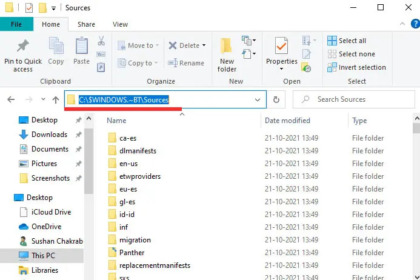 Sources
File
Home
Share
View
Pin to Quick access
Copy
Paste
Move to
Copy to
Delete
Rename
New folder
Properties
Select all
Select none
Invert selection
Clipboard
Organize
New
Open
Select
C:\$WINDOWS.~BT\Sources
Search Sources
Desktop
Downloads
Documents
Pictures
Screenshots
Desktop
iCloud Drive
OneDrive
Sushan Chakrab
This PC
Libraries
Name Date modified Type
ca-es 21-10-2021 13:49 File folder
dlmanifests 21-10-2021 13:49 File folder
en-us 21-10-2021 13:49 File folder
etwproviders 21-10-2021 13:49 File folder
eu-es 21-10-2021 13:49 File folder
gl-es 21-10-2021 13:49 File folder
id-id 21-10-2021 13:49 File folder
inf 21-10-2021 13:49 File folder
migration 21-10-2021 13:49 File folder
Panther 21-10-2021 13:49 File folder
replacementmanifests 21-10-2021 13:49 File folder
sxs 21-10-2021 13:49 File folder